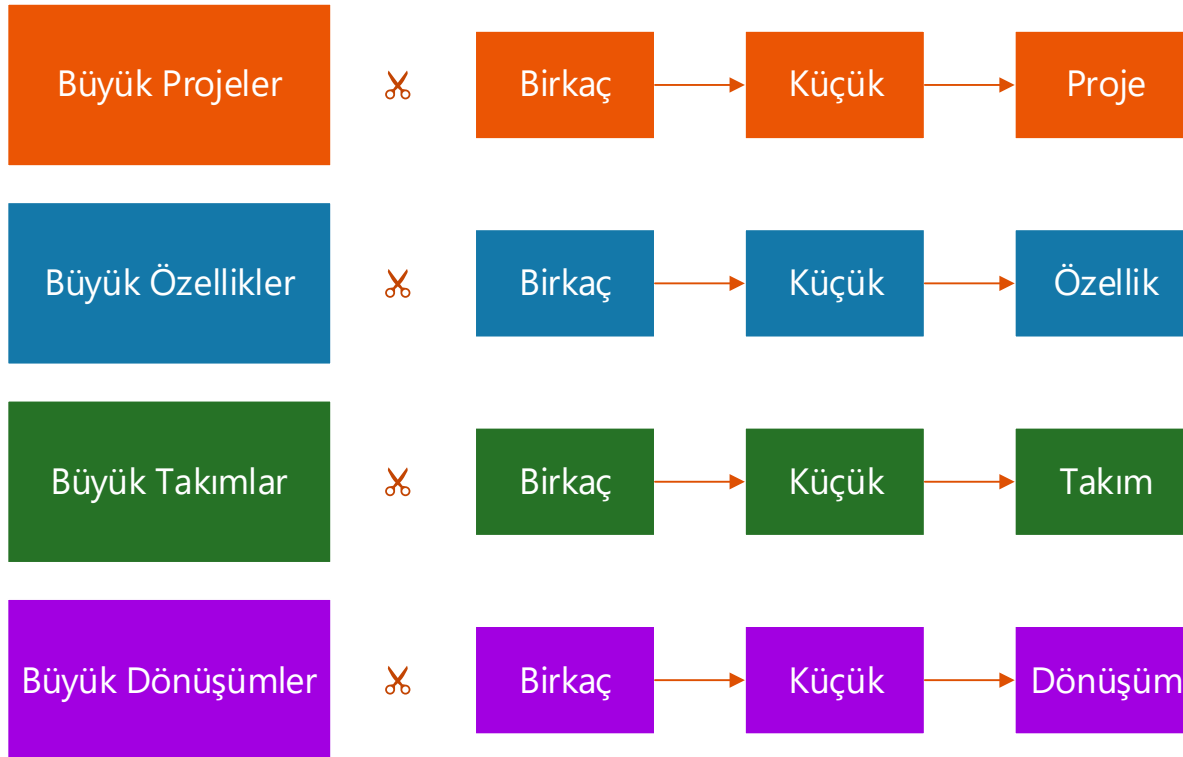 Büyük Projeler Birkaç Küçük Proje
Büyük Özellikler Birkaç Küçük Özellik
Büyük Takımlar Birkaç Küçük Takım
Büyük Dönüşümler Birkaç Küçük Dönüşüm